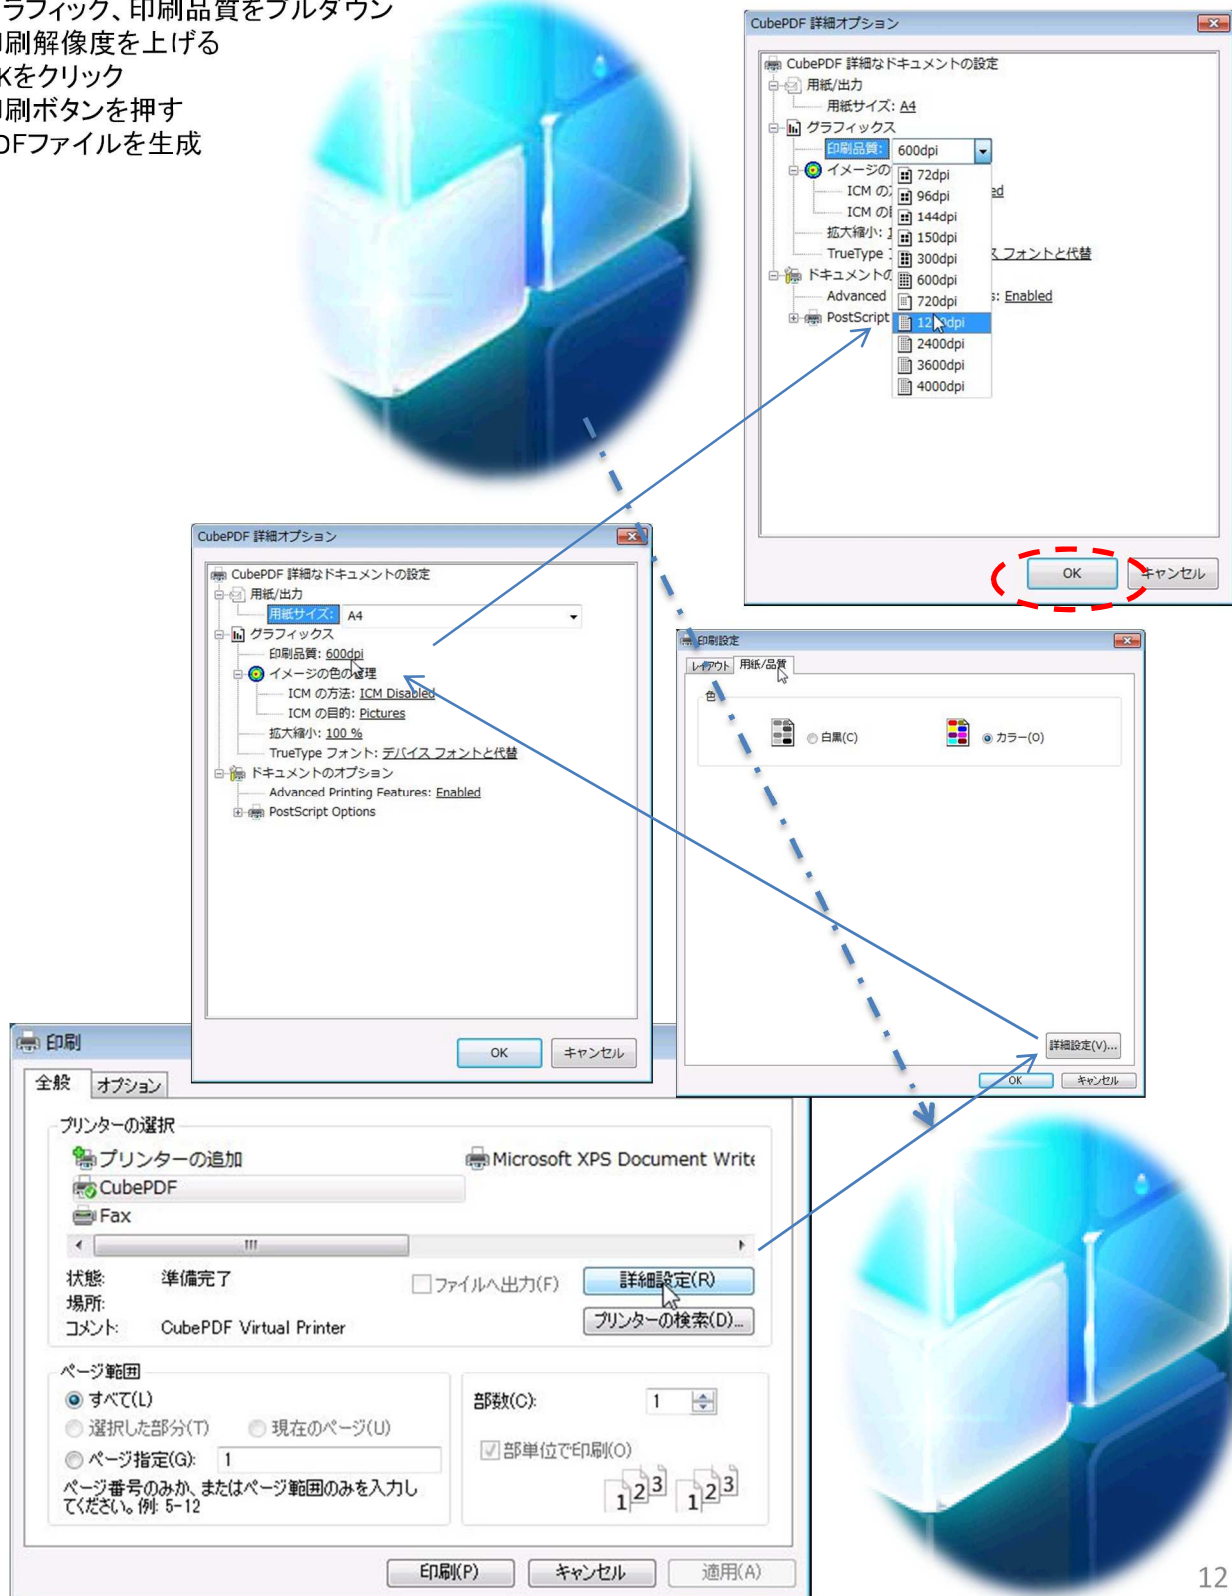 ラフィック、印刷品質をプルダウン
印刷解像度を上げる
Kをクリック
印刷ボタンを押す
DFファイルを生成
CubePDF 詳細オプション
CubePDF 詳細なドキュメントの設定
用紙/出力
用紙サイズ: A4
グラフィックス
印刷品質: 600dpi
イメージの
72dpi
ICM の
96dpi
ed
ICM の
144dpi
拡大縮小:
150dpi
TrueType
300dpi
ス フォントと代替
ドキュメントの
600dpi
Advanced
720dpi
s: Enabled
PostScript
2400dpi
3600dpi
4000dpi
OK
キャンセル
CubePDF 詳細オプション
CubePDF 詳細なドキュメントの設定
用紙/出力
用紙サイズ: A4
グラフィックス
印刷品質: 600dpi
イメージの色の処理
ICM の方法: ICM Disabled
ICM の目的: Pictures
拡大縮小: 100 %
TrueType フォント: デバイス フォントと代替
ドキュメントのオプション
Advanced Printing Features: Enabled
PostScript Options
OK
キャンセル
印刷設定
レイアウト 用紙/品質
色
白黒(C)
カラー(O)
詳細設定(V)...
OK
キャンセル
印刷
全般 オプション
プリンターの選択
プリンターの追加
Microsoft XPS Document Write
CubePDF
Fax
状態: 準備完了
ファイルへ出力(F)
詳細設定(R)
場所:
コメント: CubePDF Virtual Printer
プリンターの検索(D)...
ページ範囲
すべて(L)
部数(C): 1
選択した部分(T) 現在のページ(U)
ページ指定(G): 1
部単位で印刷(O)
ページ番号のみか、またはページ範囲のみを入力し
てください。例: 5-12
1 2 3 1 2 3
印刷(P)
キャンセル
適用(A)
12